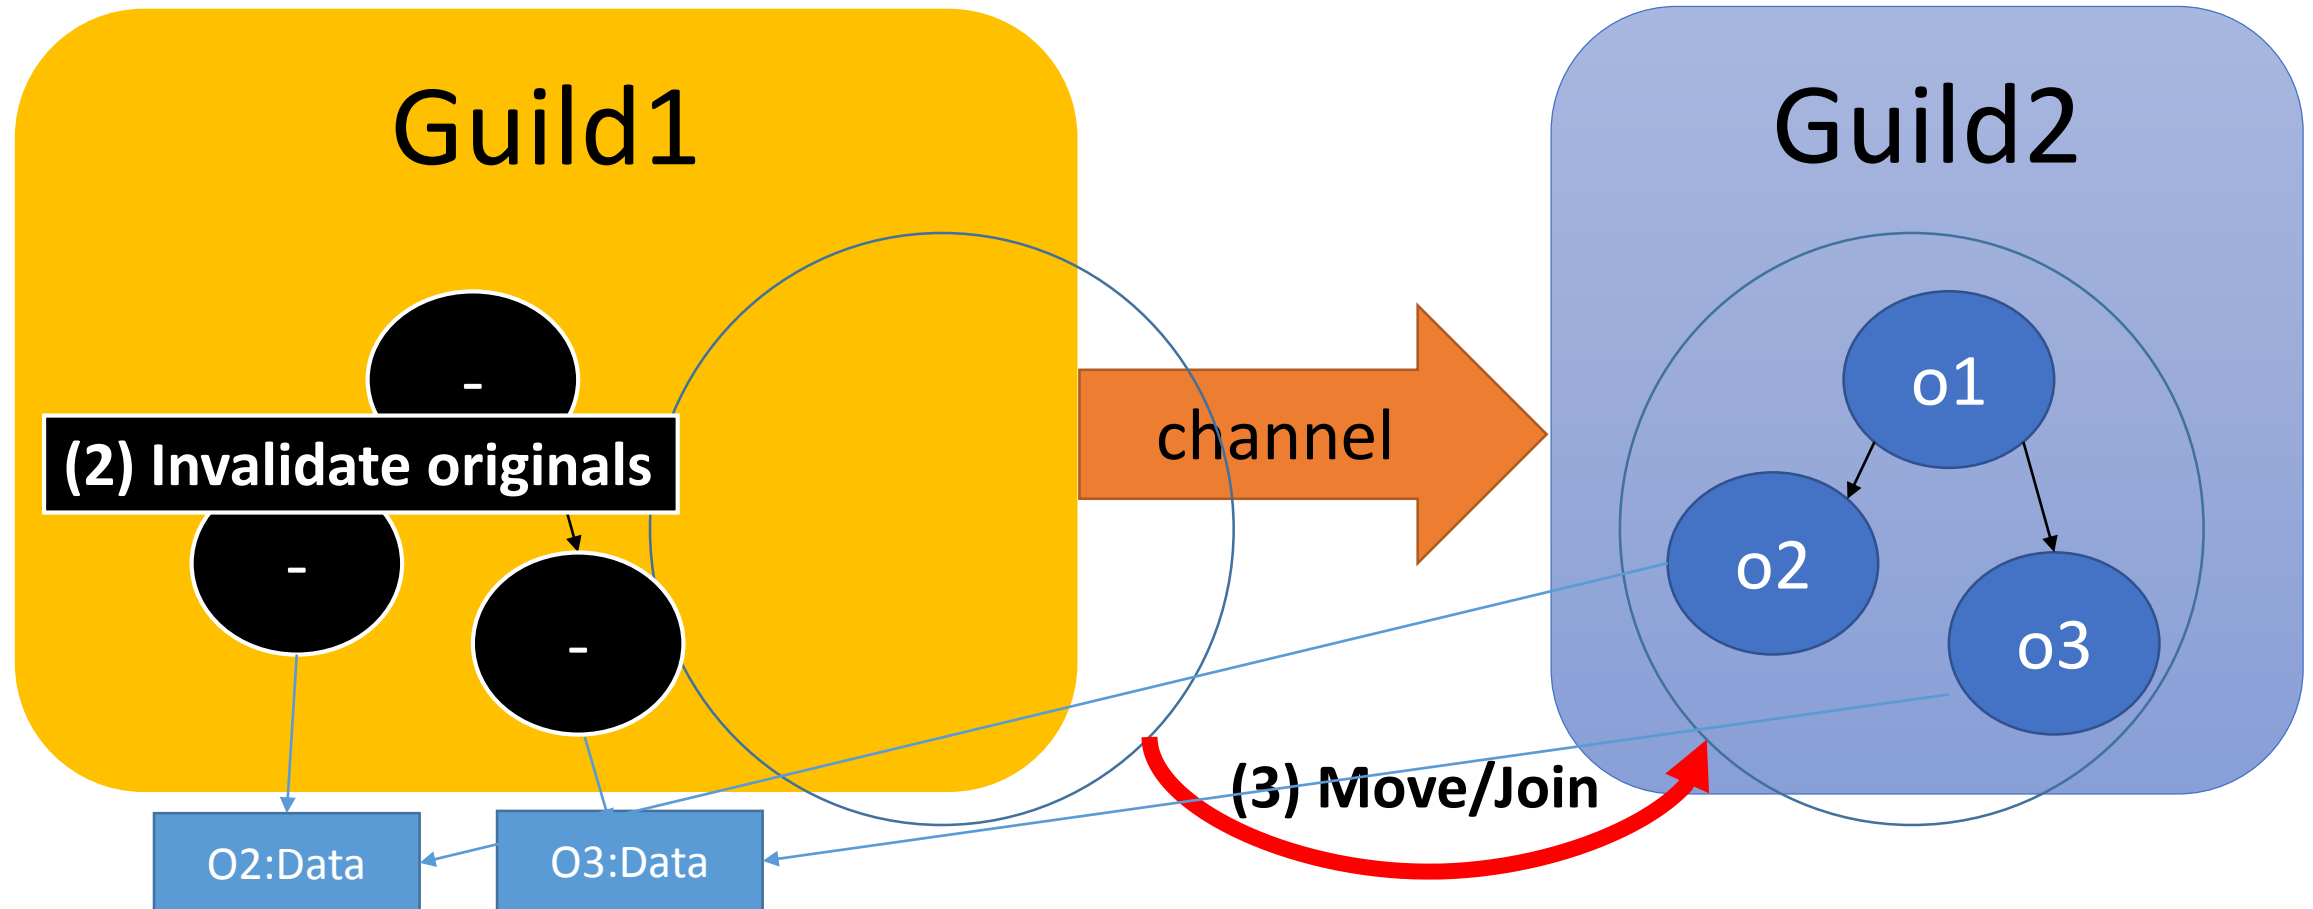 Guild1
Guild2
-
o1
channel
(2) Invalidate originals
-
o2
-
o3
(3) Move/Join
O2:Data
O3:Data